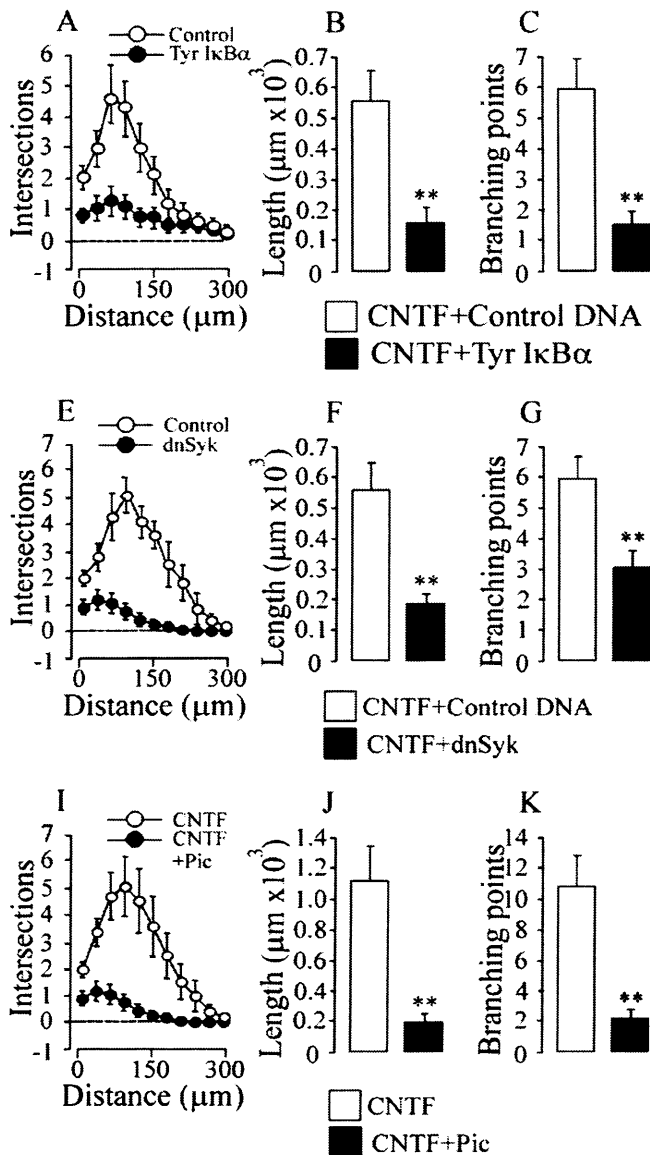 A
Control
Tyr IκBα
6
5
4
3
2
1
0
-1
Intersections
0 150 300
Distance (μm)
B
0.7
0.6
0.5
0.4
0.3
0.2
0.1
0
Length (μm x10³)
**
C
7
6
5
4
3
2
1
0
Branching points
**
CNTF+Control DNA
CNTF+Tyr IκBα
E
Control
dnSyk
7
6
5
4
3
2
1
0
-1
Intersections
0 150 300
Distance (μm)
F
0.7
0.6
0.5
0.4
0.3
0.2
0.1
0
Length (μm x10³)
**
G
7
6
5
4
3
2
1
0
Branching points
**
CNTF+Control DNA
CNTF+dnSyk
I
CNTF
CNTF
+Pic
7
6
5
4
3
2
1
0
-1
Intersections
0 150 300
Distance (μm)
J
1.4
1.2
1.0
0.8
0.6
0.4
0.2
0
Length (μm x10³)
**
K
14
12
10
8
6
4
2
0
Branching points
**
CNTF
CNTF+Pic